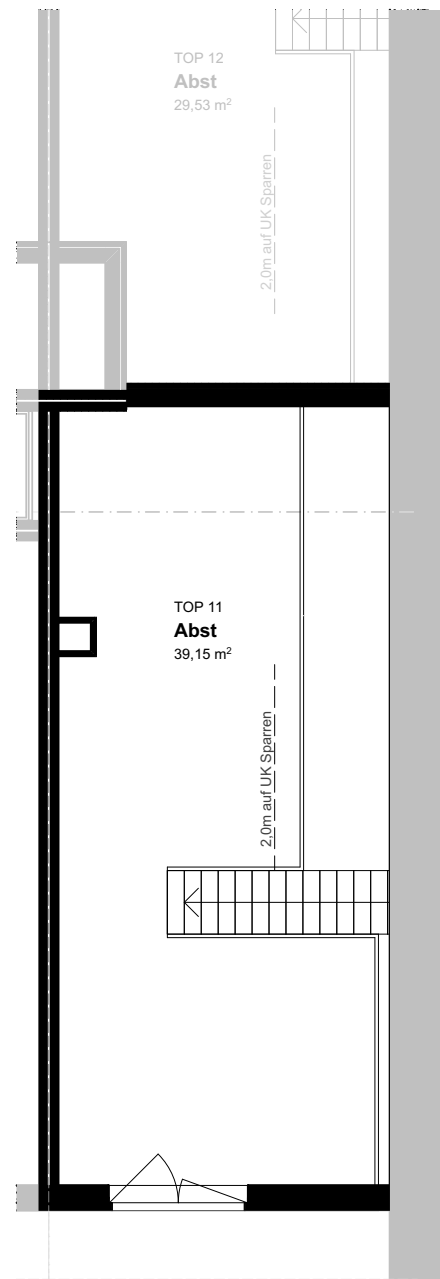 TOP 12
Abst
29,53 m²
2,0m auf UK Sparren
TOP 11
Abst
39,15 m²
2,0m auf UK Sparren